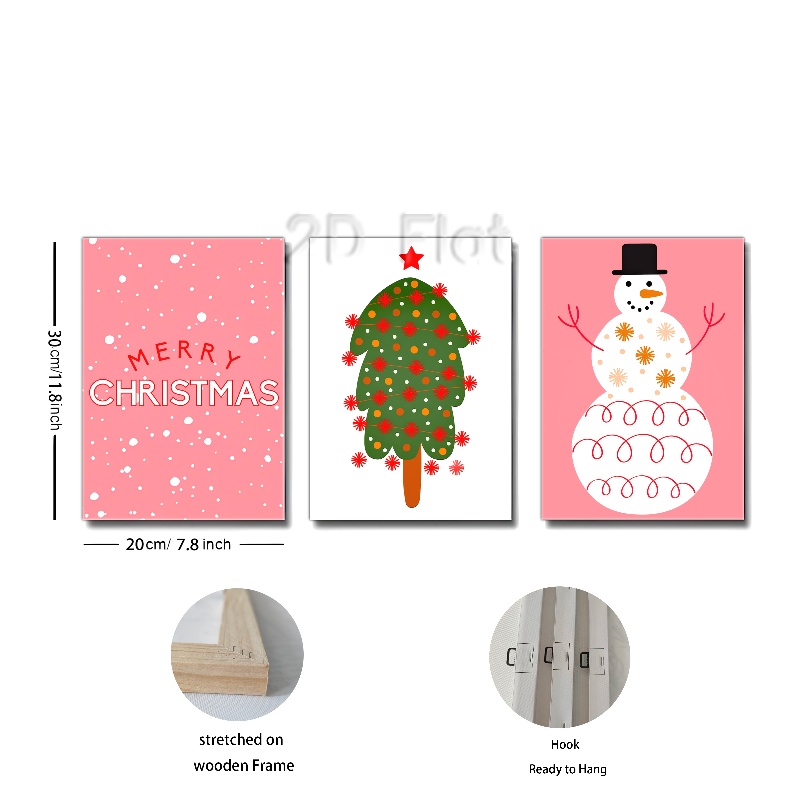 2D Flat
MERRY
CHRISTMAS
30cm/11.8inch
20cm/ 7.8 inch
stretched on
wooden Frame
Hook
Ready to Hang